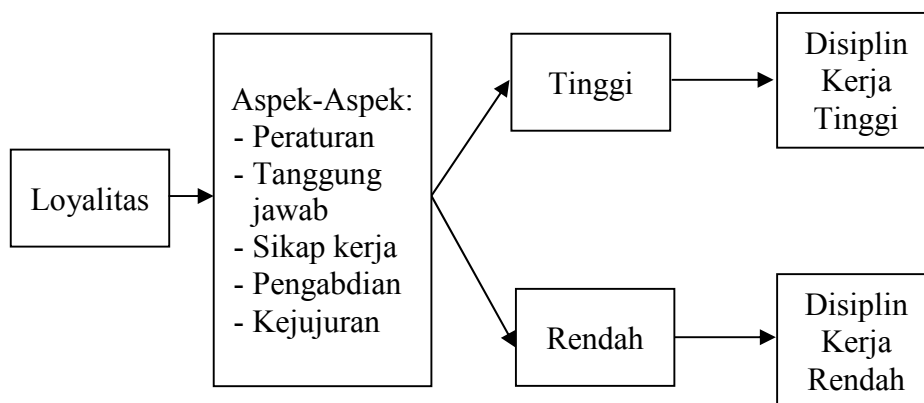 Loyalitas
Aspek-Aspek:
- Peraturan
- Tanggung
jawab
- Sikap kerja
- Pengabdian
- Kejujuran
Tinggi
Disiplin
Kerja
Tinggi
Rendah
Disiplin
Kerja
Rendah